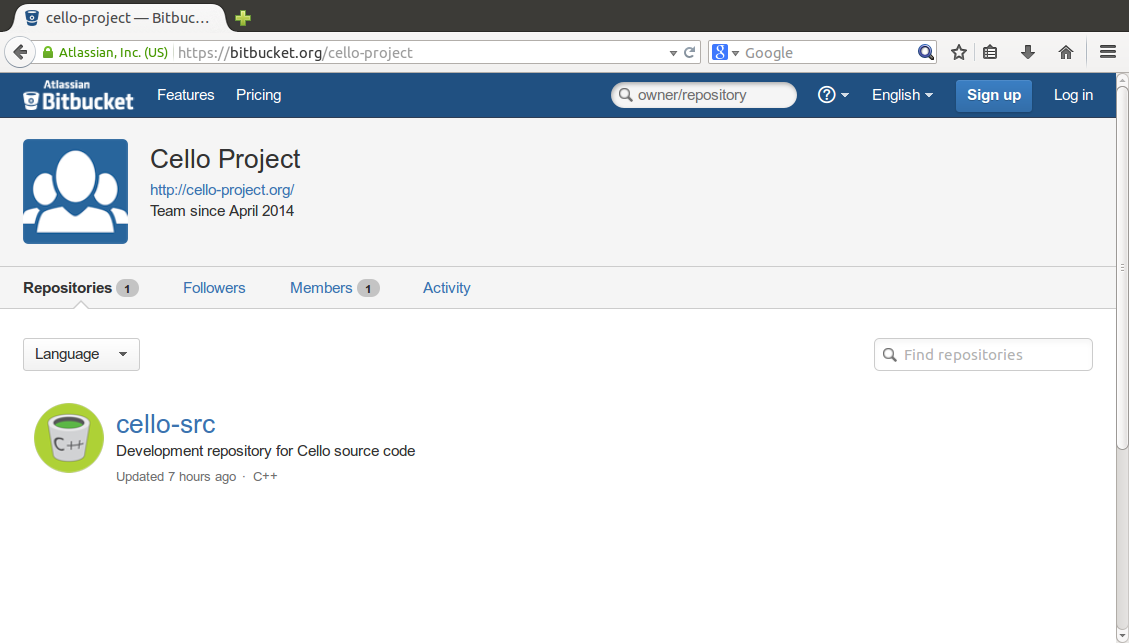 cello-project — Bitbuc...
Atlassian, Inc. (US) https://bitbucket.org/cello-project
8 Google
Atlassian
Bitbucket
Features Pricing owner/repository ? English Sign up Log in
Cello Project
http://cello-project.org/
Team since April 2014
Repositories 1 Followers Members 1 Activity
Language Find repositories
C++
cello-src
Development repository for Cello source code
Updated 7 hours ago · C++